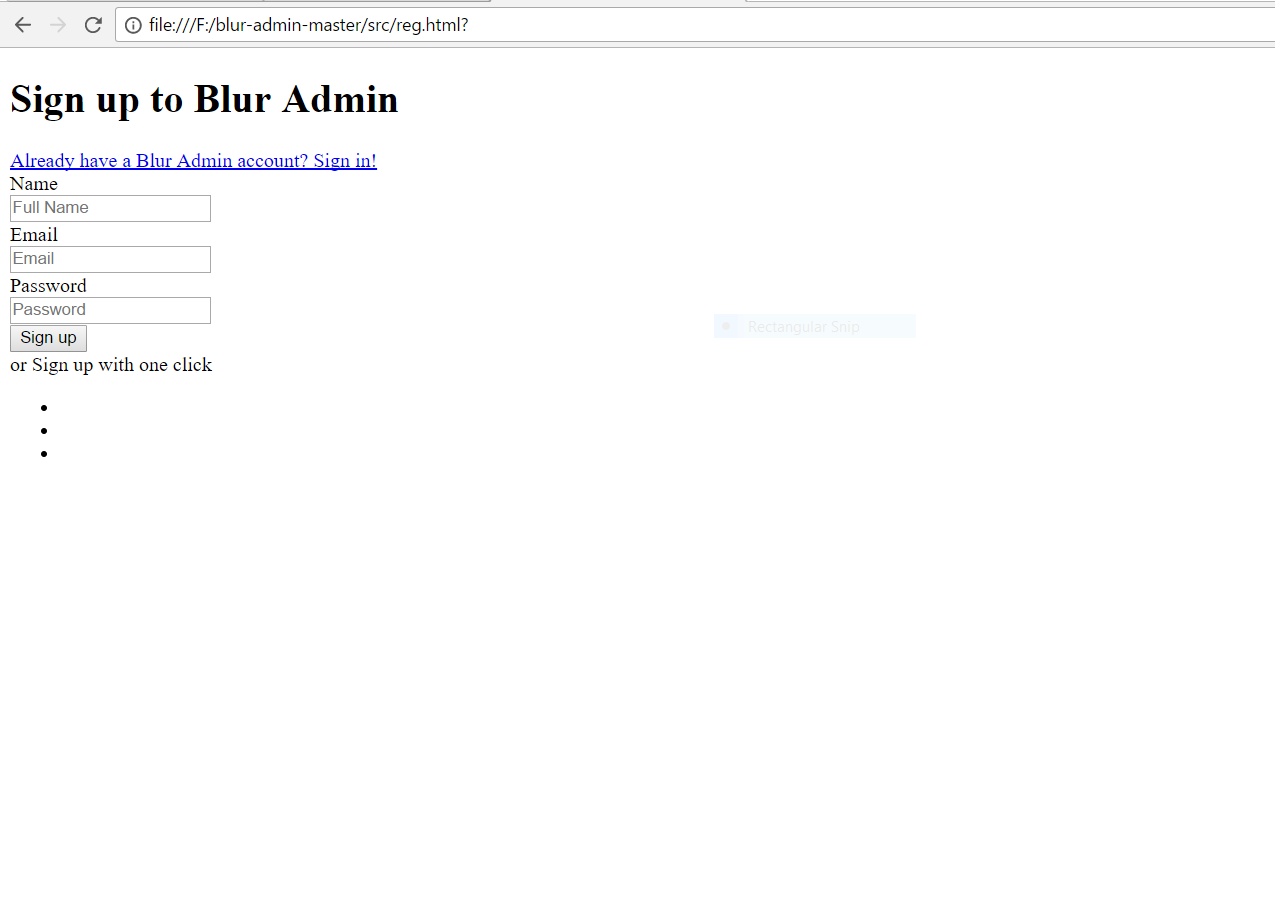 file:///F:/blur-admin-master/src/reg.html?
Sign up to Blur Admin
Already have a Blur Admin account? Sign in!
Name
Full Name
Email
Email
Password
Password
Rectangular Snip
Sign up
or Sign up with one click